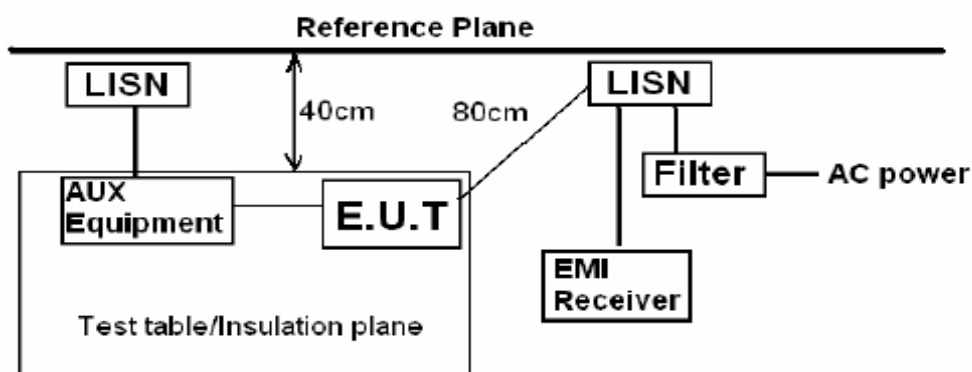 Reference Plane
LISN
40cm
80cm
LISN
AUX
Equipment
E.U.T
Filter
AC power
EMI
Receiver
Test table/Insulation plane